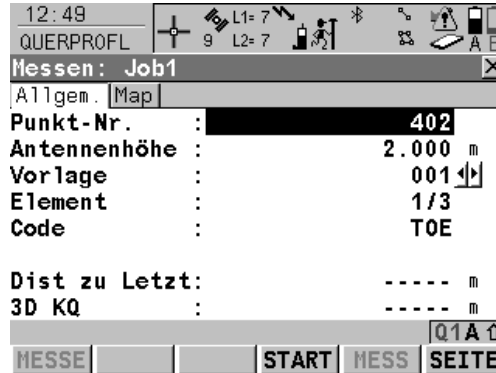 12:49
QUERPROFL
9 L1= 7
L2= 7
A B
Messen: Job1 X
Allgem. Map
Punkt-Nr. : 402
Antennenhöhe : 2.000 m
Vorlage : 001
Element : 1/3
Code : TOE
Dist zu Letzt: ----- m
3D KQ : ----- m
Q1 A
MESSE START MESS SEITE